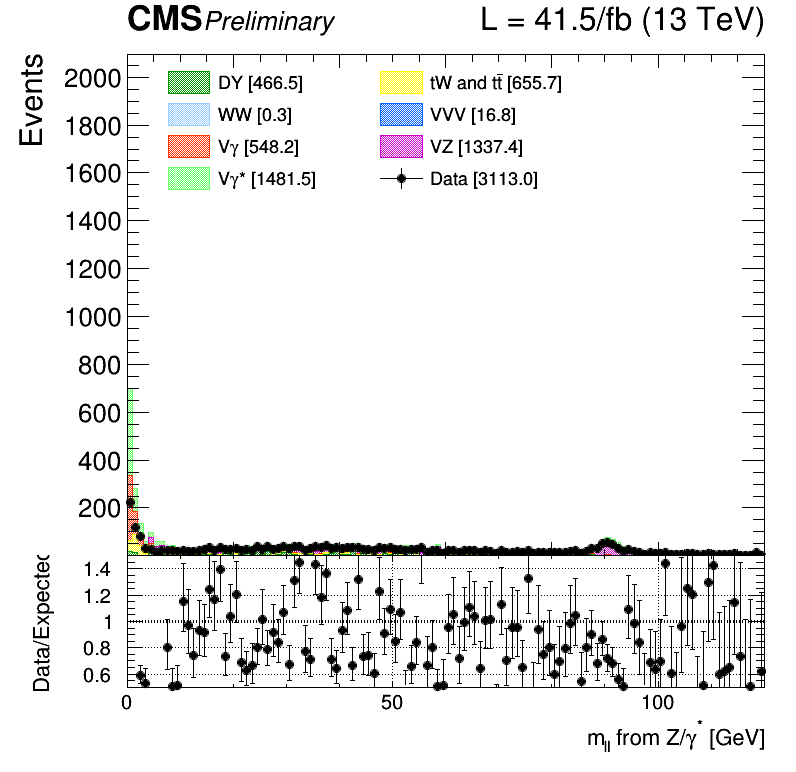 CMS Preliminary L = 41.5/fb (13 TeV)
Events
2000
1800
1600
1400
1200
1000
800
600
400
200
DY [466.5]
tW and tt̄ [655.7]
WW [0.3]
VVV [16.8]
Vγ [548.2]
VZ [1337.4]
Vγ* [1481.5]
Data [3113.0]
Data/Expected
1.4
1.2
1
0.8
0.6
0 50 100
m_ll from Z/γ* [GeV]